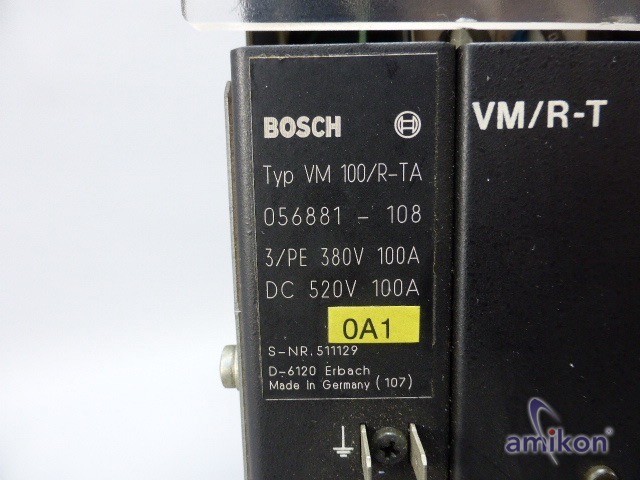 BOSCH
VM/R-T
Typ VM 100/R-TA
056881 - 108
3/PE 380V 100A
DC 520V 100A
0A1
S-NR. 511129
D-6120 Erbach
Made In Germany (107)
amikon